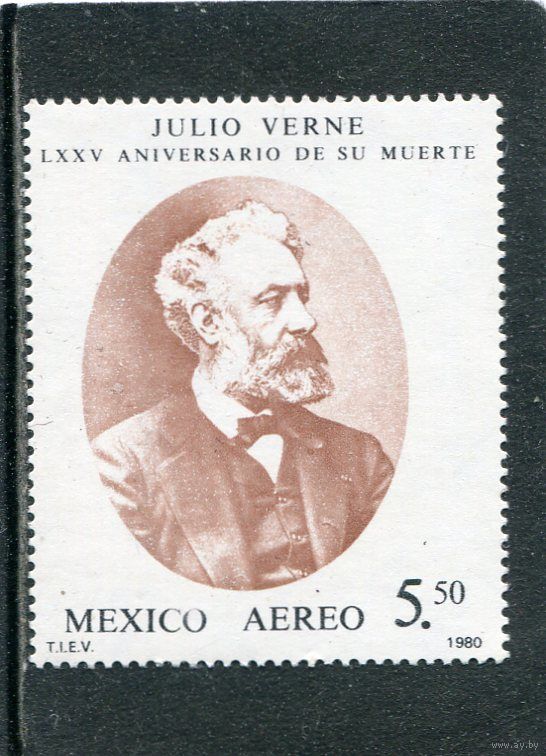 JULIO VERNE
LXXV ANIVERSARIO DE SU MUERTE
MEXICO AEREO 5.50
T.I.E.V. 1980
www.ay.by